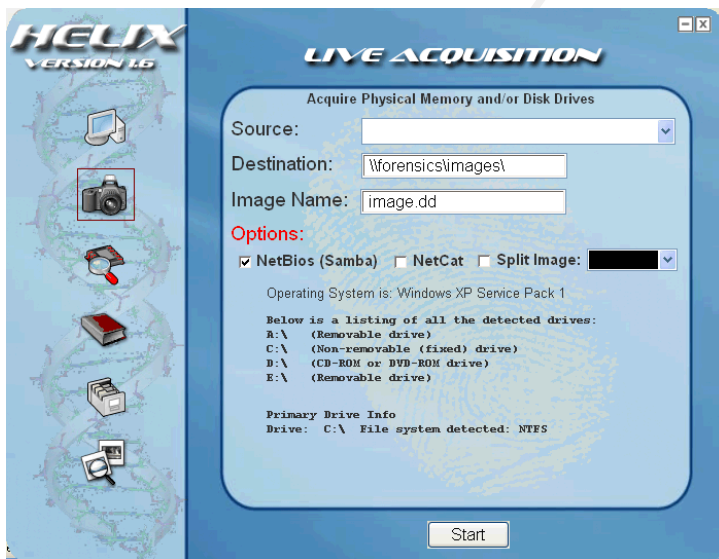 HELIX
VERSION 1.6
LIVE ACQUISITION
Acquire Physical Memory and/or Disk Drives
Source:
Destination: \\forensics\images\
Image Name: image.dd
Options:
NetBios (Samba) NetCat Split Image:
Operating System is: Windows XP Service Pack 1
Below is a listing of all the detected drives:
A:\ (Removable drive)
C:\ (Non-removable (fixed) drive)
D:\ (CD-ROM or DVD-ROM drive)
E:\ (Removable drive)
Primary Drive Info
Drive: C:\ File system detected: NTFS
Start